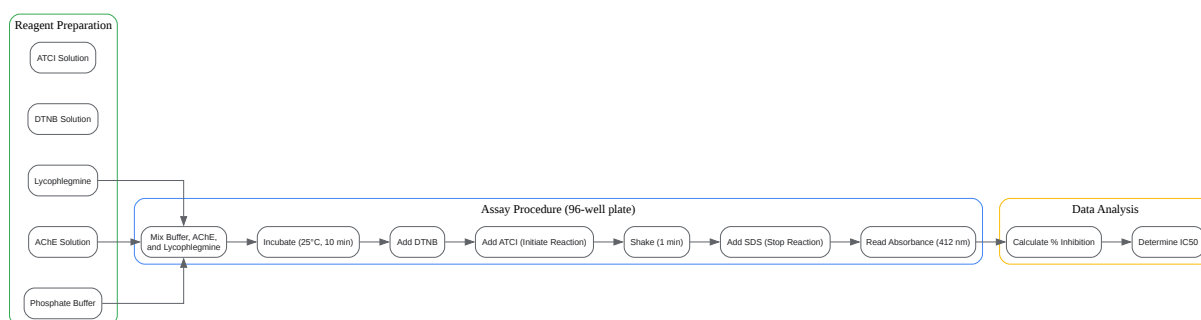 Reagent Preparation
ATCI Solution
DTNB Solution
Lycophlegmine
AChE Solution
Phosphate Buffer
Assay Procedure (96-well plate)
Mix Buffer, AChE,
and Lycophlegmine
Incubate (25°C, 10 min)
Add DTNB
Add ATCI (Initiate Reaction)
Shake (1 min)
Add SDS (Stop Reaction)
Read Absorbance (412 nm)
Data Analysis
Calculate % Inhibition
Determine IC50